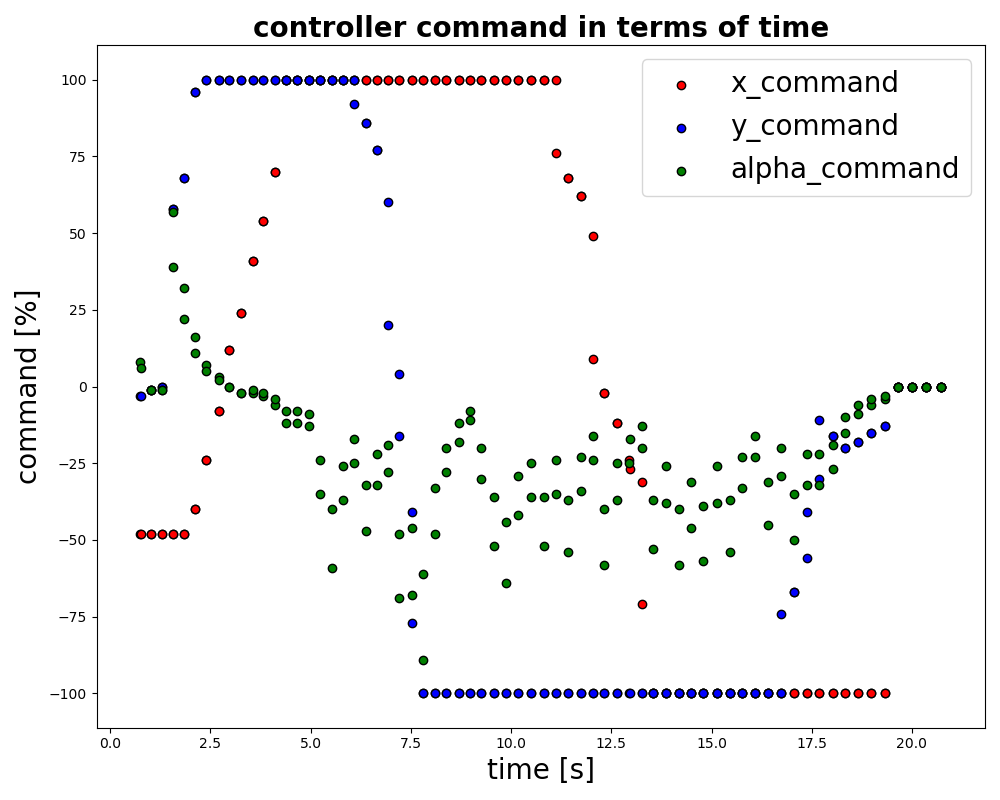 controller command in terms of time
x_command
y_command
alpha_command
command [%]
100
75
50
25
0
−25
−50
−75
−100
0.0 2.5 5.0 7.5 10.0 12.5 15.0 17.5 20.0
time [s]